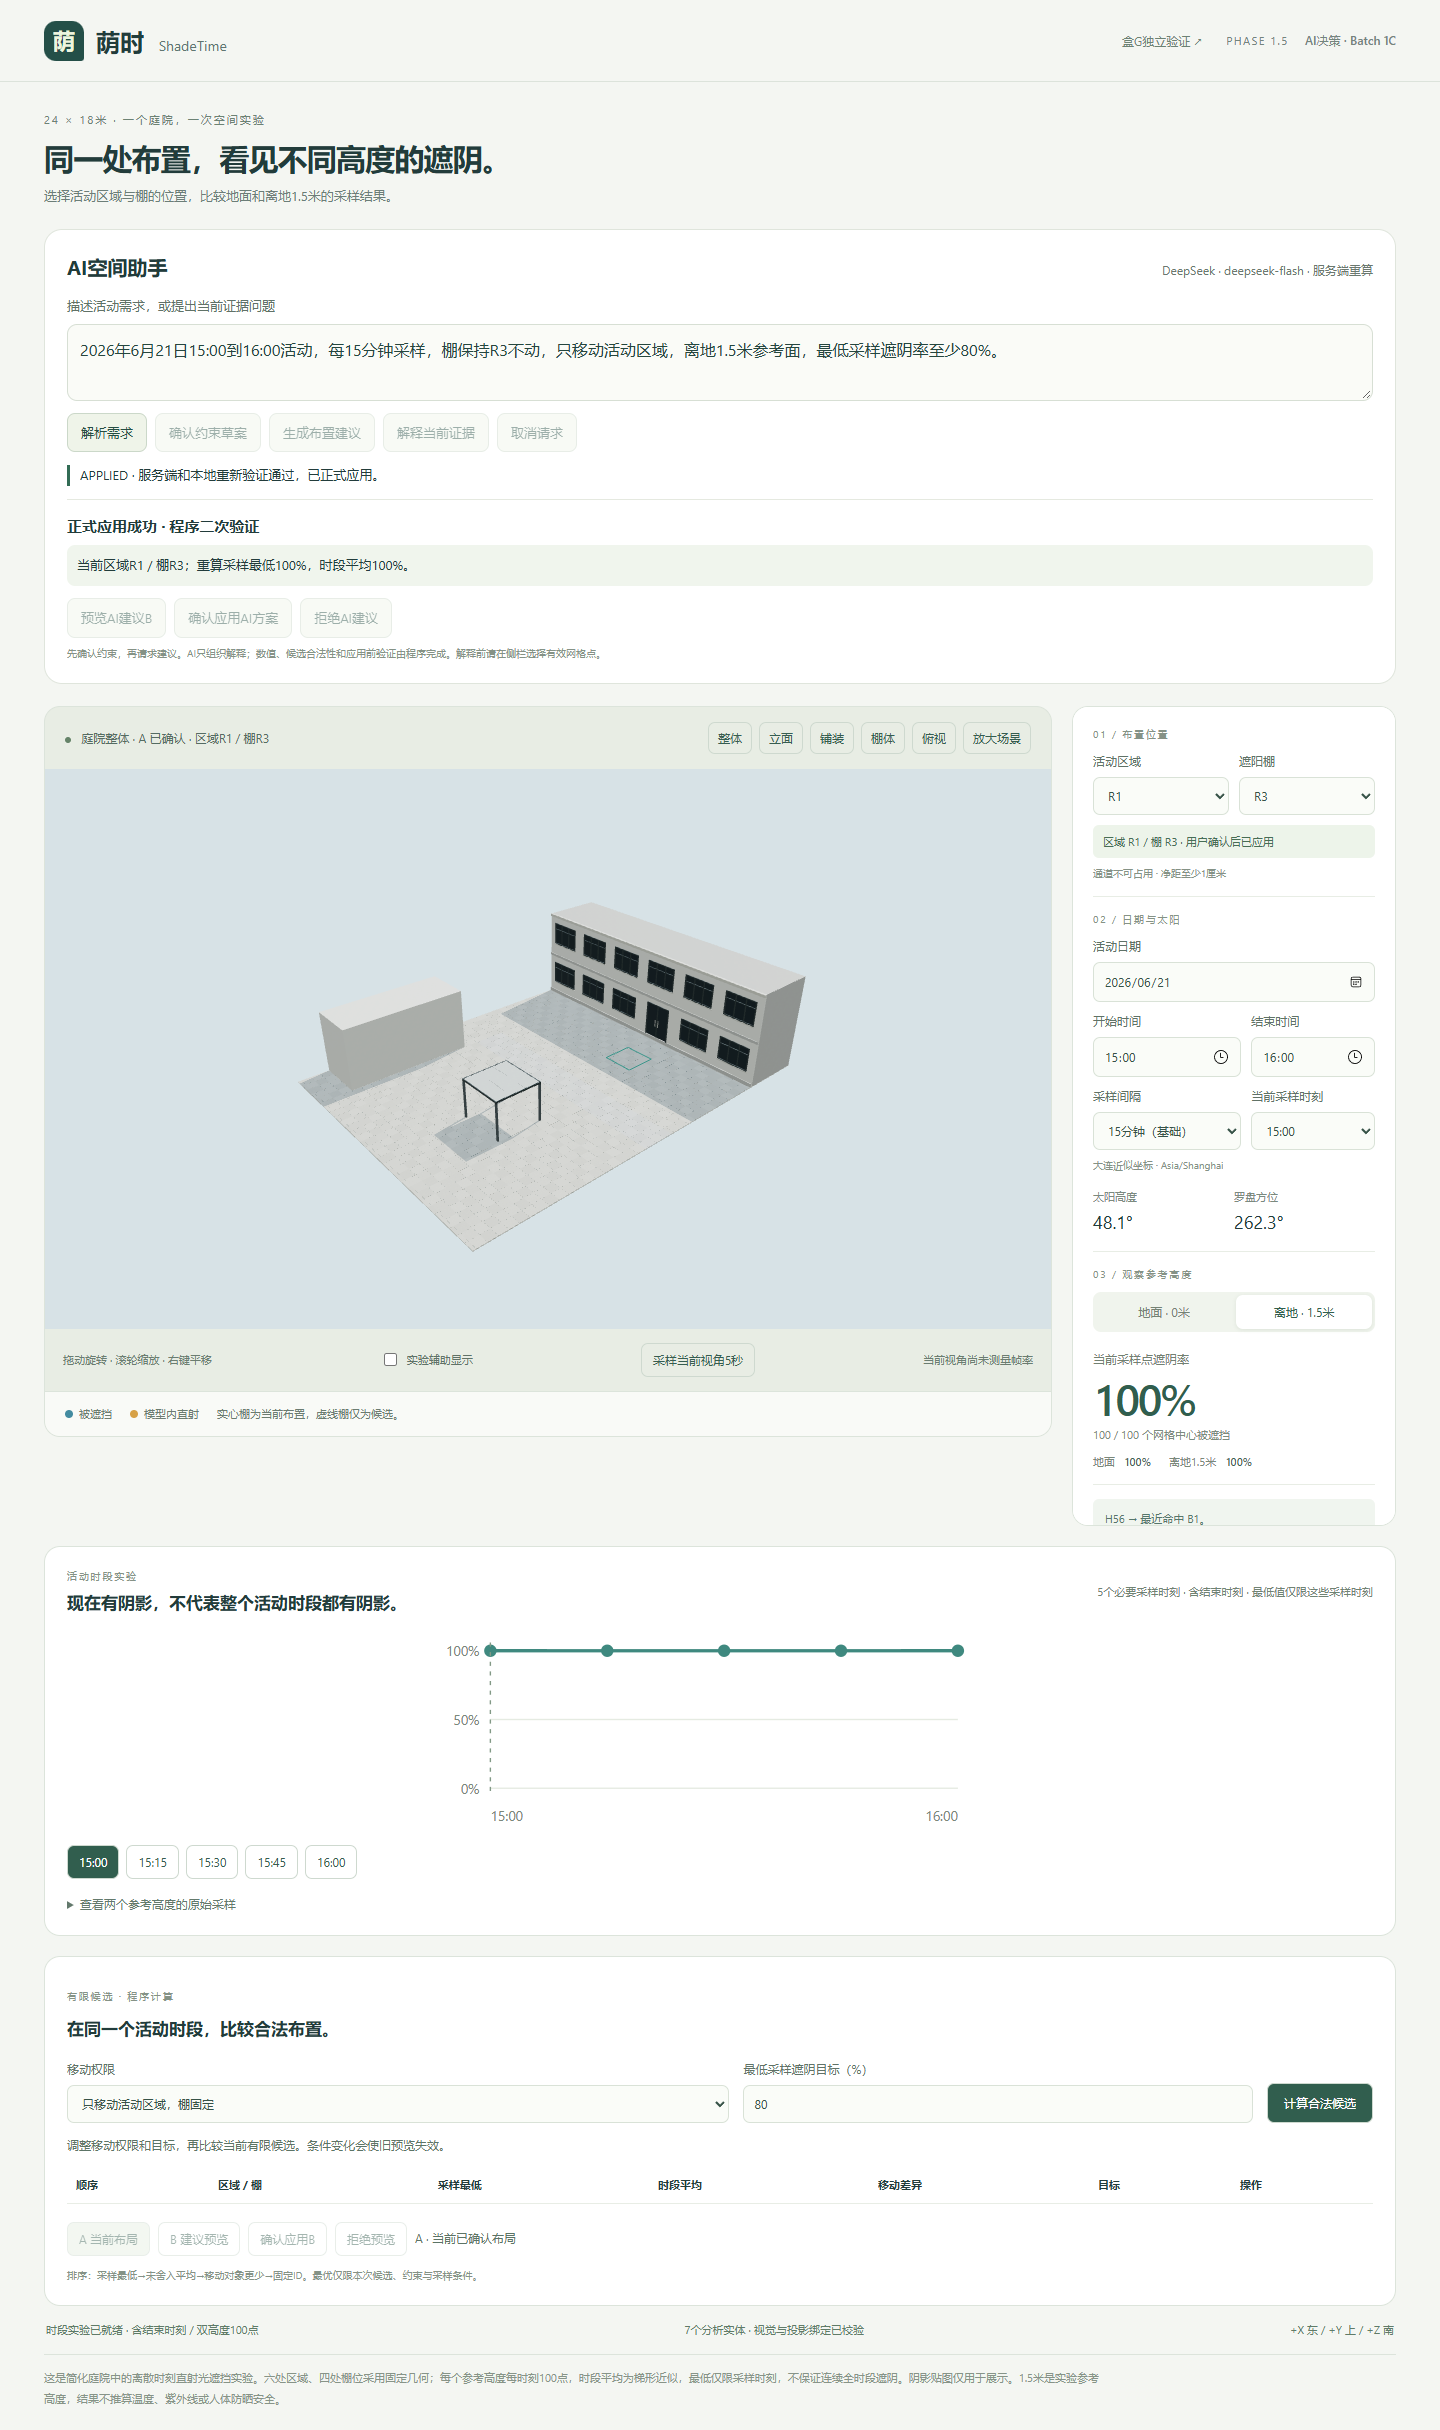 荫 荫时 ShadeTime
盒G独立验证 ↗ PHASE 1.5 AI决策 · Batch 1C
24 × 18米 · 一个庭院，一次空间实验
同一处布置，看见不同高度的遮阴。
选择活动区域与棚的位置，比较地面和离地1.5米的采样结果。
AI空间助手
DeepSeek · deepseek-flash · 服务端重算
描述活动需求，或提出当前证据问题
2026年6月21日15:00到16:00活动，每15分钟采样，棚保持R3不动，只移动活动区域，离地1.5米参考面，最低采样遮阴率至少80%。
解析需求 确认约束草案 生成布置建议 解释当前证据 取消请求
APPLIED · 服务端和本地重新验证通过，已正式应用。
正式应用成功 · 程序二次验证
当前区域R1 / 棚R3；重算采样最低100%，时段平均100%。
预览AI建议B 确认应用AI方案 拒绝AI建议
先确认约束，再请求建议。AI只组织解释；数值、候选合法性和应用前验证由程序完成。解释前请在侧栏选择有效网格点。
庭院整体 · A 已确认 · 区域R1 / 棚R3
整体 立面 铺装 棚体 俯视 放大场景
拖动旋转 · 滚轮缩放 · 右键平移 实验辅助显示 采样当前视角5秒 当前视角尚未测量帧率
被遮挡 模型内直射 实心棚为当前布置，虚线棚仅为候选。
01 / 布置位置
活动区域 遮阳棚
R1 R3
区域 R1 / 棚 R3 · 用户确认后已应用
通道不可占用 · 净距至少1厘米
02 / 日期与太阳
活动日期
2026/06/21
开始时间 结束时间
15:00 16:00
采样间隔 当前采样时刻
15分钟（基础） 15:00
大连近似坐标 · Asia/Shanghai
太阳高度 罗盘方位
48.1° 262.3°
03 / 观察参考高度
地面 · 0米 离地 · 1.5米
当前采样点遮阴率
100%
100 / 100 个网格中心被遮挡
地面 100% 离地1.5米 100%
H56 → 最近命中 B1。
活动时段实验
现在有阴影，不代表整个活动时段都有阴影。
5个必要采样时刻 · 含结束时刻 · 最低值仅限这些采样时刻
100%
50%
0%
15:00 16:00
15:00 15:15 15:30 15:45 16:00
▶ 查看两个参考高度的原始采样
有限候选 · 程序计算
在同一个活动时段，比较合法布置。
移动权限 最低采样遮阴目标（%）
只移动活动区域，棚固定 80 计算合法候选
调整移动权限和目标，再比较当前有限候选。条件变化会使旧预览失效。
顺序 区域 / 棚 采样最低 时段平均 移动差异 目标 操作
A 当前布局 B 建议预览 确认应用B 拒绝预览 A · 当前已确认布局
排序：采样最低→未舍入平均→移动对象更少→固定ID。最优仅限本次候选、约束与采样条件。
时段实验已就绪 · 含结束时刻 / 双高度100点 7个分析实体 · 视觉与投影绑定已校验 +X 东 / +Y 上 / +Z 南
这是简化庭院中的离散时刻直射光遮挡实验。六处区域、四处棚位采用固定几何；每个参考高度每时刻100点，时段平均为梯形近似，最低仅限采样时刻，不保证连续全时段遮阴。阴影贴图仅用于展示。1.5米是实验参考
高度，结果不推算温度、紫外线或人体防晒安全。